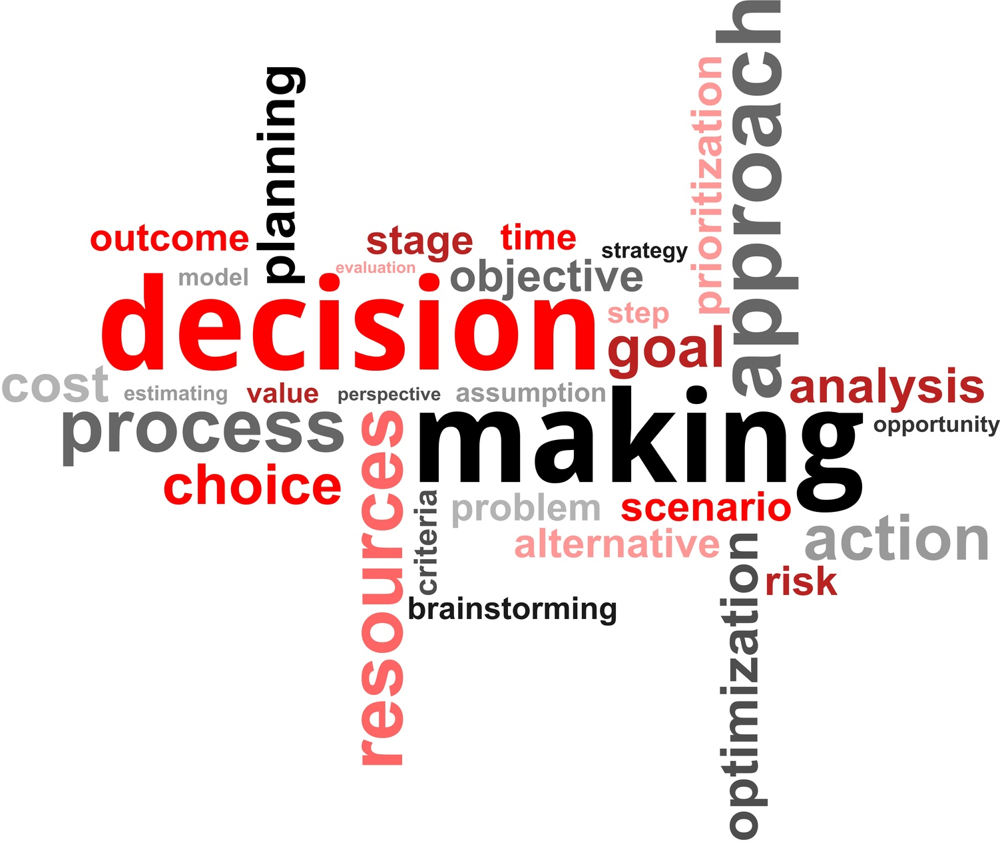 approach
prioritization
planning
outcome
stage
time
strategy
model
evaluation
objective
decision
step
goal
cost
estimating
value
perspective
assumption
analysis
process
making
opportunity
choice
resources
criteria
problem
scenario
alternative
action
optimization
risk
brainstorming